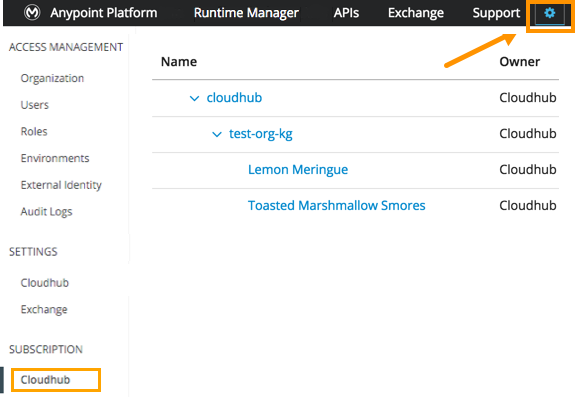 Anypoint Platform Runtime Manager APIs Exchange Support
ACCESS MANAGEMENT
Organization
Users
Roles
Environments
External Identity
Audit Logs
SETTINGS
Cloudhub
Exchange
SUBSCRIPTION
Cloudhub
Name Owner
cloudhub Cloudhub
test-org-kg Cloudhub
Lemon Meringue Cloudhub
Toasted Marshmallow Smores Cloudhub